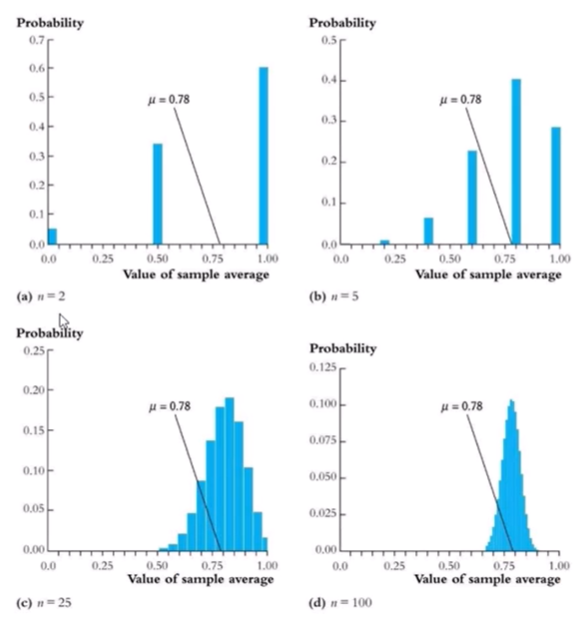 Probability
0.7
0.6
0.5
μ = 0.78
0.4
0.3
0.2
0.1
0.0
0.0 0.25 0.50 0.75 1.00
Value of sample average
(a) n = 2
Probability
0.5
0.4
μ = 0.78
0.3
0.2
0.1
0.0
0.0 0.25 0.50 0.75 1.00
Value of sample average
(b) n = 5
Probability
0.25
0.20
μ = 0.78
0.15
0.10
0.05
0.00
0.0 0.25 0.50 0.75 1.00
Value of sample average
(c) n = 25
Probability
0.125
0.100
μ = 0.78
0.075
0.050
0.025
0.00
0.0 0.25 0.50 0.75 1.00
Value of sample average
(d) n = 100